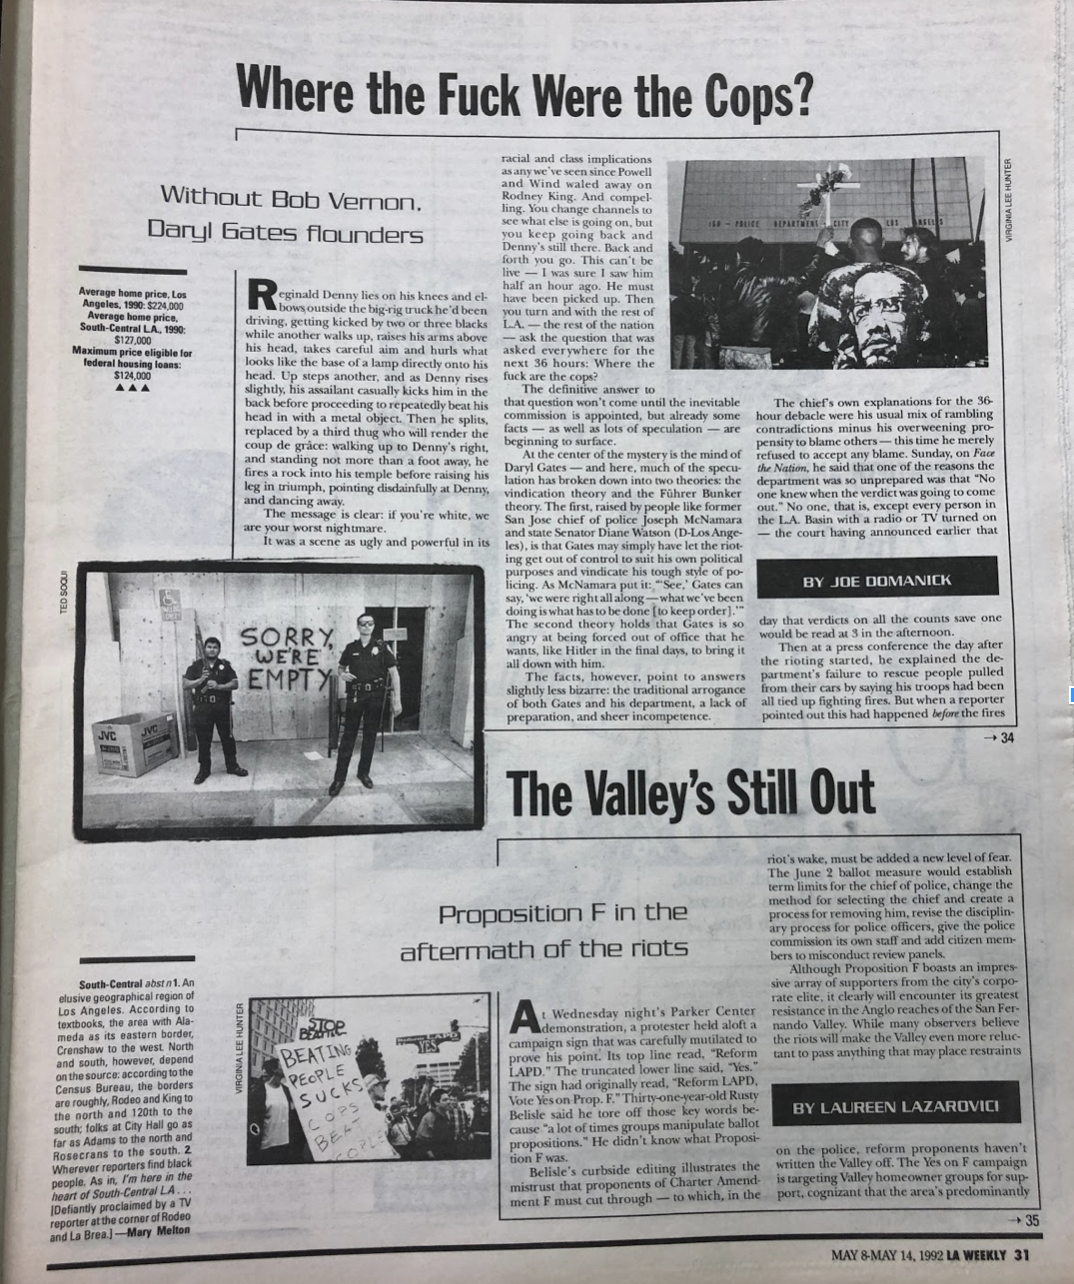 Where the Fuck Were the Cops?
Without Bob Vernon,
Daryl Gates flounders
Average home price, Los
Angeles, 1990: $224,000
Average home price,
South-Central L.A., 1990:
$127,000
Maximum price eligible for
federal housing loans:
$124,000
▲▲▲
Reginald Denny lies on his knees and el-
bows outside the big-rig truck he'd been
driving, getting kicked by two or three blacks
while another walks up, raises his arms above
his head, takes careful aim and hurls what
looks like the base of a lamp directly onto his
head. Up steps another, and as Denny rises
slightly, his assailant casually kicks him in the
back before proceeding to repeatedly beat his
head in with a metal object. Then he splits,
replaced by a third thug who will render the
coup de grâce: walking up to Denny's right,
and standing not more than a foot away, he
fires a rock into his temple before raising his
leg in triumph, pointing disdainfully at Denny,
and dancing away.
The message is clear: if you're white, we
are your worst nightmare.
It was a scene as ugly and powerful in its
racial and class implications
as any we've seen since Powell
and Wind waled away on
Rodney King. And compel-
ling. You change channels to
see what else is going on, but
you keep going back and
Denny's still there. Back and
forth you go. This can't be
live — I was sure I saw him
half an hour ago. He must
have been picked up. Then
you turn and with the rest of
L.A. — the rest of the nation
— ask the question that was
asked everywhere for the
next 36 hours: Where the
fuck are the cops?
The definitive answer to
that question won't come until the inevitable
commission is appointed, but already some
facts — as well as lots of speculation — are
beginning to surface.
At the center of the mystery is the mind of
Daryl Gates — and here, much of the specu-
lation has broken down into two theories: the
vindication theory and the Führer Bunker
theory. The first, raised by people like former
San Jose chief of police Joseph McNamara
and state Senator Diane Watson (D-Los Ange-
les), is that Gates may simply have let the riot-
ing get out of control to suit his own political
purposes and vindicate his tough style of po-
licing. As McNamara put it: "'See,' Gates can
say, 'we were right all along — what we've been
doing is what has to be done [to keep order].'"
The second theory holds that Gates is so
angry at being forced out of office that he
wants, like Hitler in the final days, to bring it
all down with him.
The facts, however, point to answers
slightly less bizarre: the traditional arrogance
of both Gates and his department, a lack of
preparation, and sheer incompetence.
POLICE DEPARTMENT CITY LOS ANGELES
VIRGINIA LEE HUNTER
The chief's own explanations for the 36-
hour debacle were his usual mix of rambling
contradictions minus his overweening pro-
pensity to blame others — this time he merely
refused to accept any blame. Sunday, on Face
the Nation, he said that one of the reasons the
department was so unprepared was that "No
one knew when the verdict was going to come
out." No one, that is, except every person in
the L.A. Basin with a radio or TV turned on
— the court having announced earlier that
BY JOE DOMANICK
day that verdicts on all the counts save one
would be read at 3 in the afternoon.
Then at a press conference the day after
the rioting started, he explained the de-
partment's failure to rescue people pulled
from their cars by saying his troops had been
all tied up fighting fires. But when a reporter
pointed out this had happened before the fires
→ 34
TED SOQUI
SORRY,
WE'RE
EMPTY
JVC
JVC
The Valley's Still Out
Proposition F in the
aftermath of the riots
South-Central abst n 1. An
elusive geographical region of
Los Angeles. According to
textbooks, the area with Ala-
meda as its eastern border,
Crenshaw to the west. North
and south, however, depend
on the source: according to the
Census Bureau, the borders
are roughly, Rodeo and King to
the north and 120th to the
south; folks at City Hall go as
far as Adams to the north and
Rosecrans to the south. 2.
Wherever reporters find black
people. As in, I'm here in the
heart of South-Central L.A. . . .
[Defiantly proclaimed by a TV
reporter at the corner of Rodeo
and La Brea.] —Mary Melton
VIRGINIA LEE HUNTER
STOP
BEATING
PEOPLE
SUCKS
COPS
BEAT
PEOPLE
YES
At Wednesday night's Parker Center
demonstration, a protester held aloft a
campaign sign that was carefully mutilated to
prove his point. Its top line read, "Reform
LAPD." The truncated lower line said, "Yes."
The sign had originally read, "Reform LAPD,
Vote Yes on Prop. F." Thirty-one-year-old Rusty
Belisle said he tore off those key words be-
cause "a lot of times groups manipulate ballot
propositions." He didn't know what Proposi-
tion F was.
Belisle's curbside editing illustrates the
mistrust that proponents of Charter Amend-
ment F must cut through — to which, in the
riot's wake, must be added a new level of fear.
The June 2 ballot measure would establish
term limits for the chief of police, change the
method for selecting the chief and create a
process for removing him, revise the disciplin-
ary process for police officers, give the police
commission its own staff and add citizen mem-
bers to misconduct review panels.
Although Proposition F boasts an impres-
sive array of supporters from the city's corpo-
rate elite, it clearly will encounter its greatest
resistance in the Anglo reaches of the San Fer-
nando Valley. While many observers believe
the riots will make the Valley even more reluc-
tant to pass anything that may place restraints
BY LAUREEN LAZAROVICI
on the police, reform proponents haven't
written the Valley off. The Yes on F campaign
is targeting Valley homeowner groups for sup-
port, cognizant that the area's predominantly
→ 35
MAY 8-MAY 14, 1992 LA WEEKLY 31